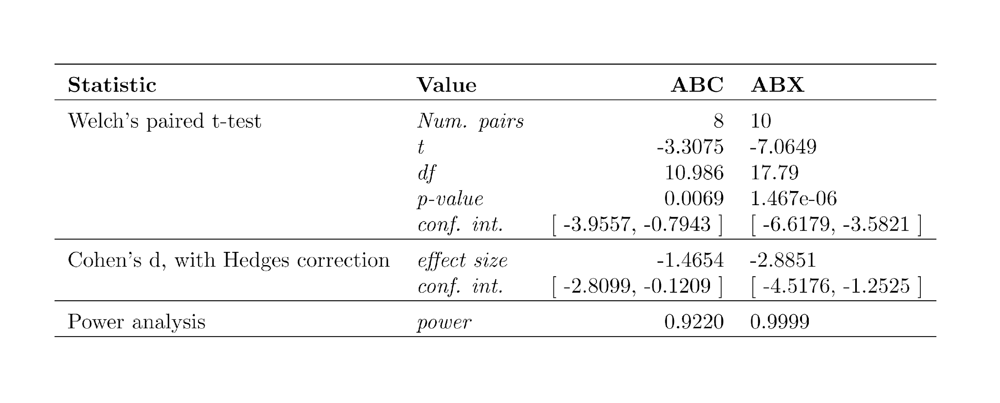 Statistic Value ABC ABX
Welch's paired t-test Num. pairs 8 10
t -3.3075 -7.0649
df 10.986 17.79
p-value 0.0069 1.467e-06
conf. int. [ -3.9557, -0.7943 ] [ -6.6179, -3.5821 ]
Cohen's d, with Hedges correction effect size -1.4654 -2.8851
conf. int. [ -2.8099, -0.1209 ] [ -4.5176, -1.2525 ]
Power analysis power 0.9220 0.9999